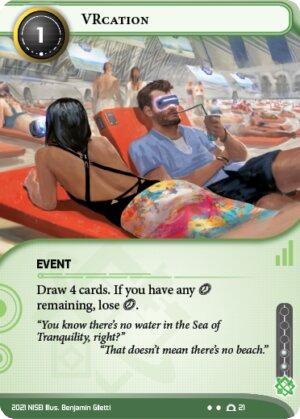 1
VRcation
EVENT
Draw 4 cards. If you have any
remaining, lose .
“You know there’s no water in the Sea of
Tranquility, right?”
“That doesn’t mean there’s no beach.”
2021 NISEI Illus. Benjamin Giletti
21